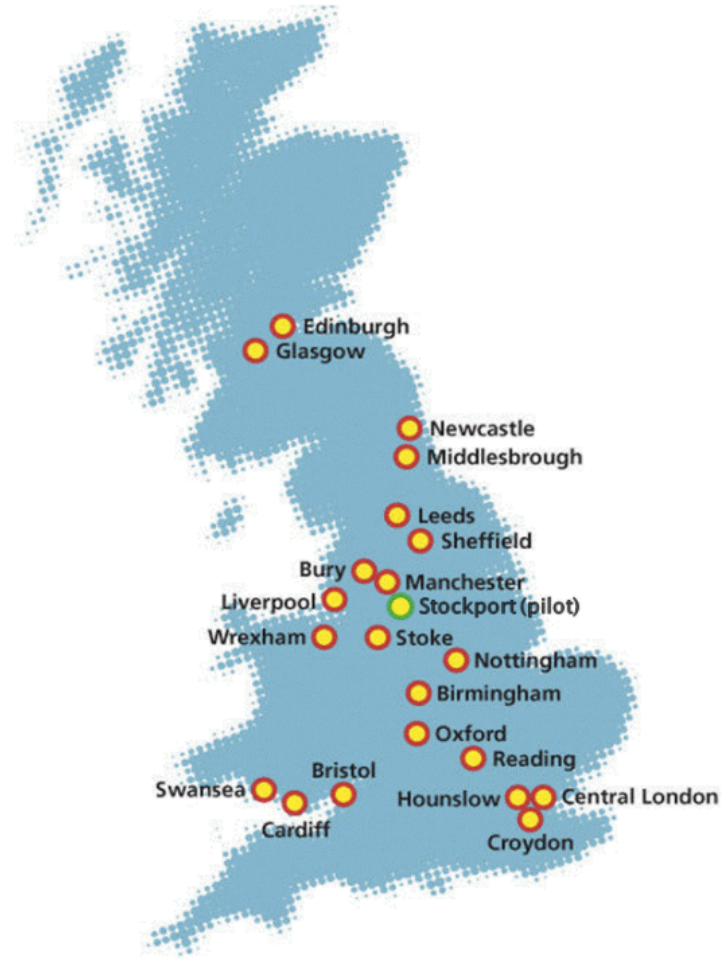 Edinburgh
Glasgow
Newcastle
Middlesbrough
Leeds
Sheffield
Bury
Manchester
Liverpool
Stockport (pilot)
Wrexham
Stoke
Nottingham
Birmingham
Oxford
Reading
Bristol
Swansea
Hounslow
Central London
Cardiff
Croydon